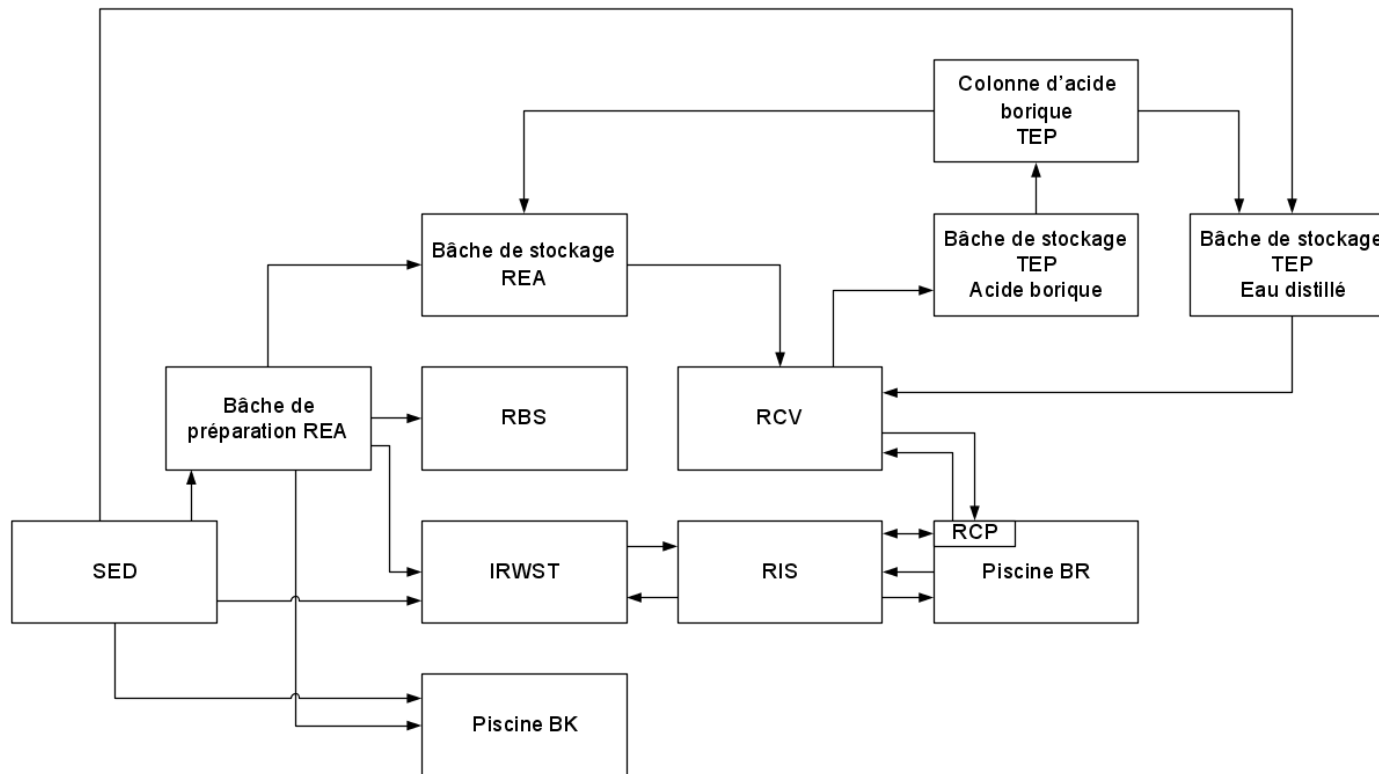 Colonne d'acide
borique
TEP
Bâche de stockage
REA
Bâche de stockage
TEP
Acide borique
Bâche de stockage
TEP
Eau distillé
Bâche de
préparation REA
RBS
RCV
SED
IRWST
RIS
RCP
Piscine BR
Piscine BK